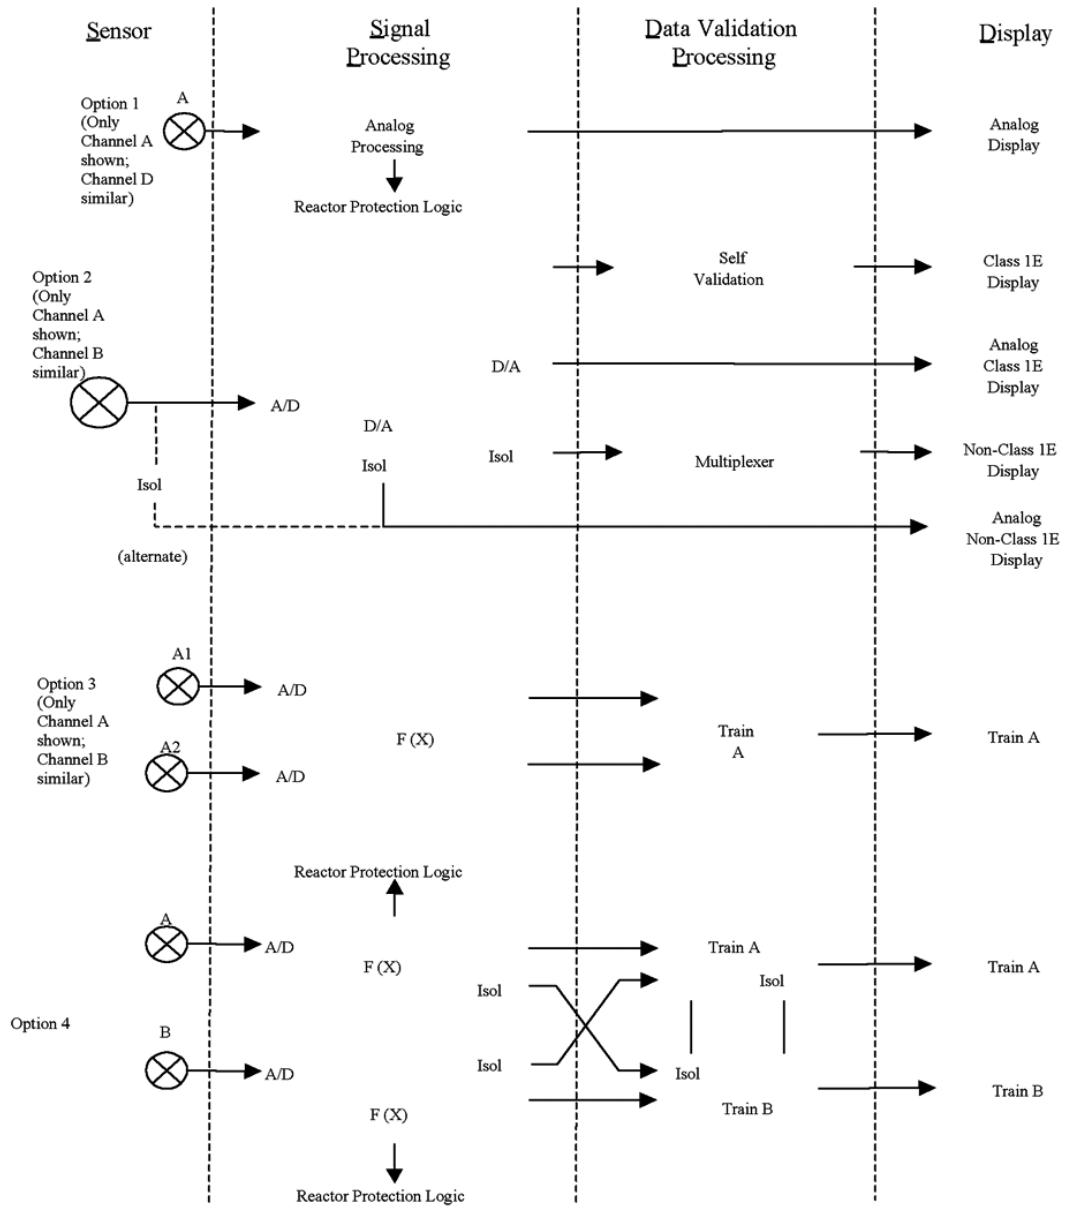 Sensor
Signal
Processing
Data Validation
Processing
Display
Option 1
(Only
Channel A
shown;
Channel D
similar)
A
Analog
Processing
Reactor Protection Logic
Analog
Display
Self
Validation
Class 1E
Display
Option 2
(Only
Channel A
shown;
Channel B
similar)
D/A
Analog
Class 1E
Display
A/D
D/A
Isol
Isol
Multiplexer
Non-Class 1E
Display
Isol
(alternate)
Analog
Non-Class 1E
Display
Option 3
(Only
Channel A
shown;
Channel B
similar)
A1
A/D
A2
A/D
F (X)
Train
A
Train A
Reactor Protection Logic
A
A/D
F (X)
Isol
Train A
Isol
Train A
Option 4
B
A/D
Isol
F (X)
Isol
Train B
Train B
Reactor Protection Logic